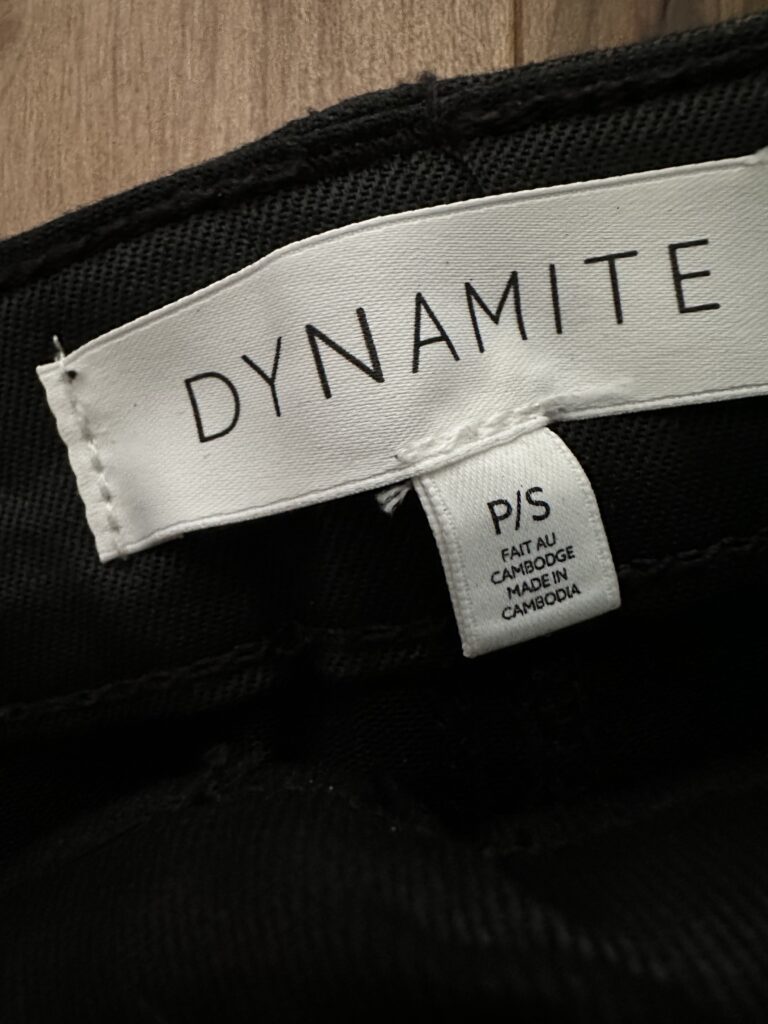 DYNAMITE
P/S
FAIT AU
CAMBODGE
MADE IN
CAMBODIA